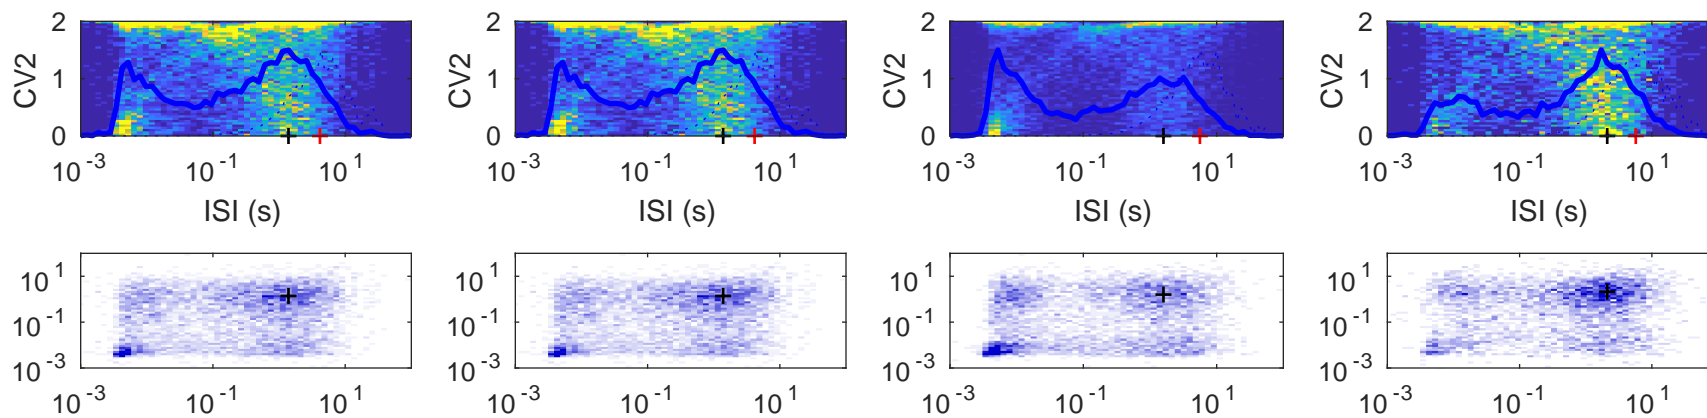 2 2 2 2
CV2 CV2 CV2 CV2
1 1 1 1
0 0 0 0
10^-3 10^-1 10^1 10^-3 10^-1 10^1 10^-3 10^-1 10^1 10^-3 10^-1 10^1
ISI (s) ISI (s) ISI (s) ISI (s)
10^1 10^1 10^1 10^1
10^-1 10^-1 10^-1 10^-1
10^-3 10^-3 10^-3 10^-3
10^-3 10^-1 10^1 10^-3 10^-1 10^1 10^-3 10^-1 10^1 10^-3 10^-1 10^1